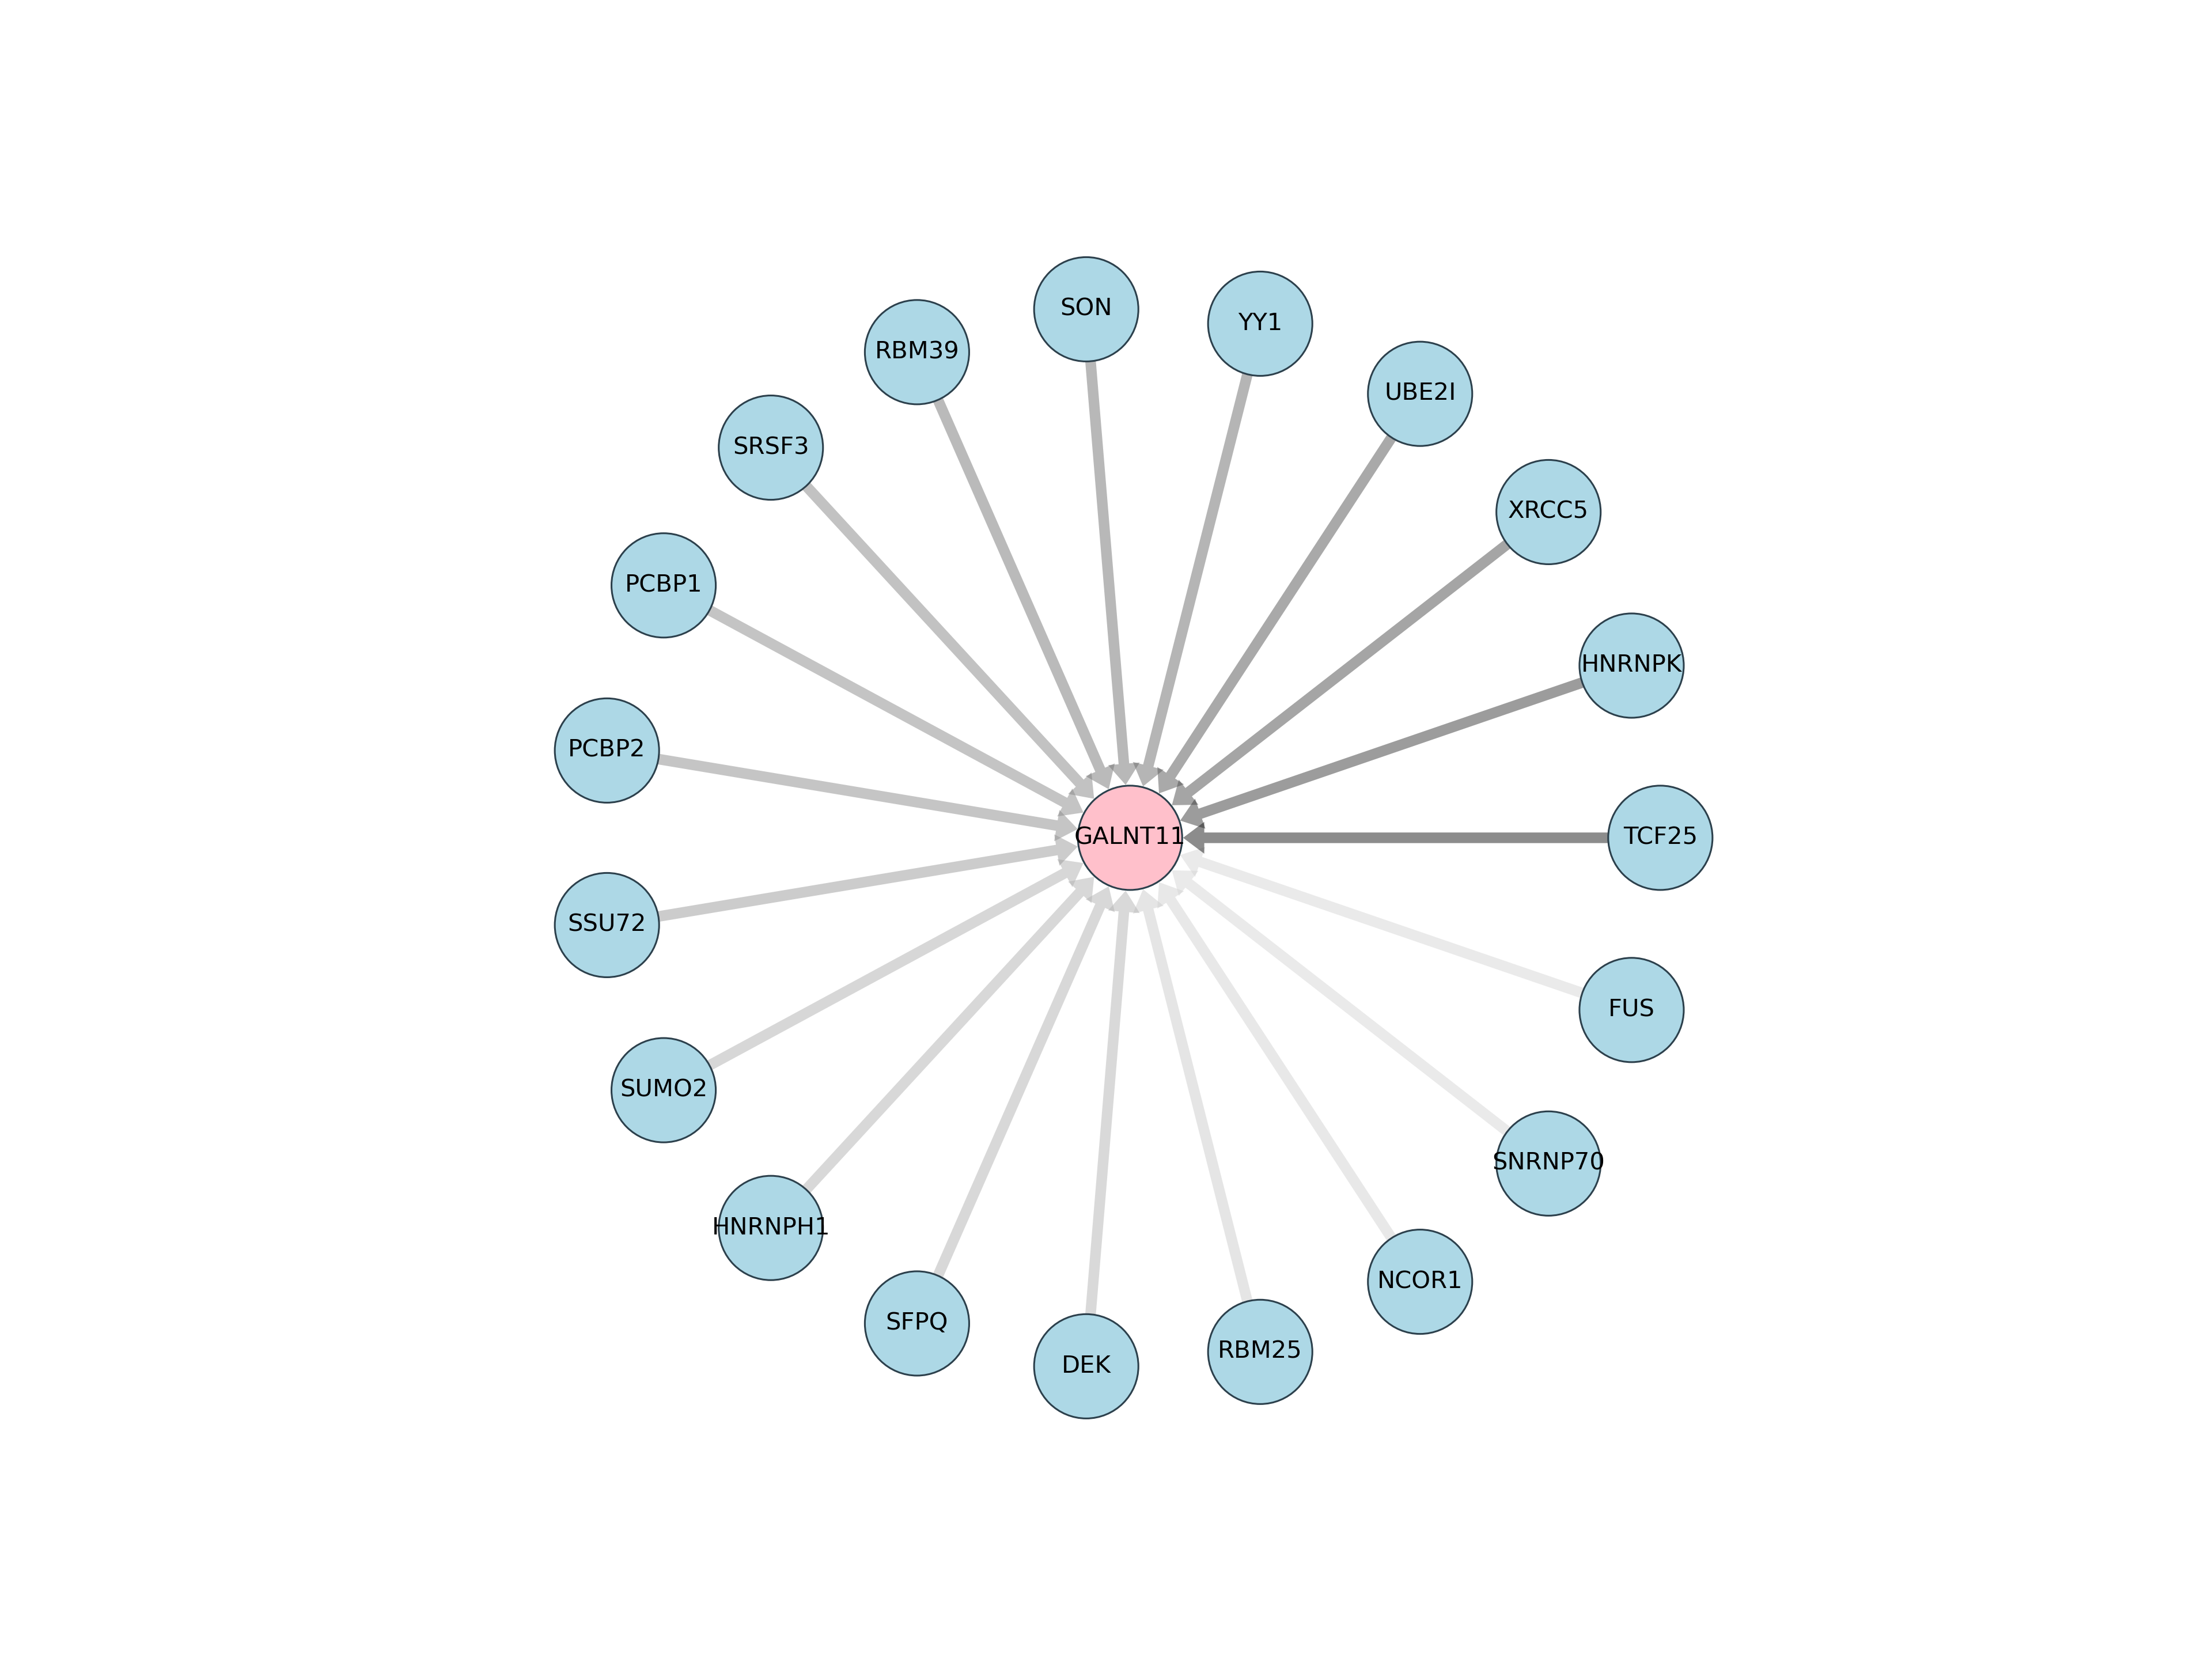 SON
YY1
RBM39
UBE2I
SRSF3
XRCC5
PCBP1
HNRNPK
PCBP2
GALNT11
TCF25
SSU72
FUS
SUMO2
SNRNP70
HNRNPH1
NCOR1
SFPQ
RBM25
DEK